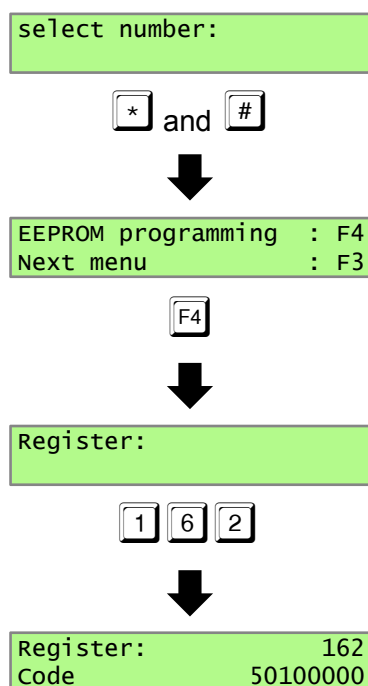 select number:
* and #
EEPROM programming : F4
Next menu : F3
F4
Register:
1 6 2
Register: 162
Code 50100000